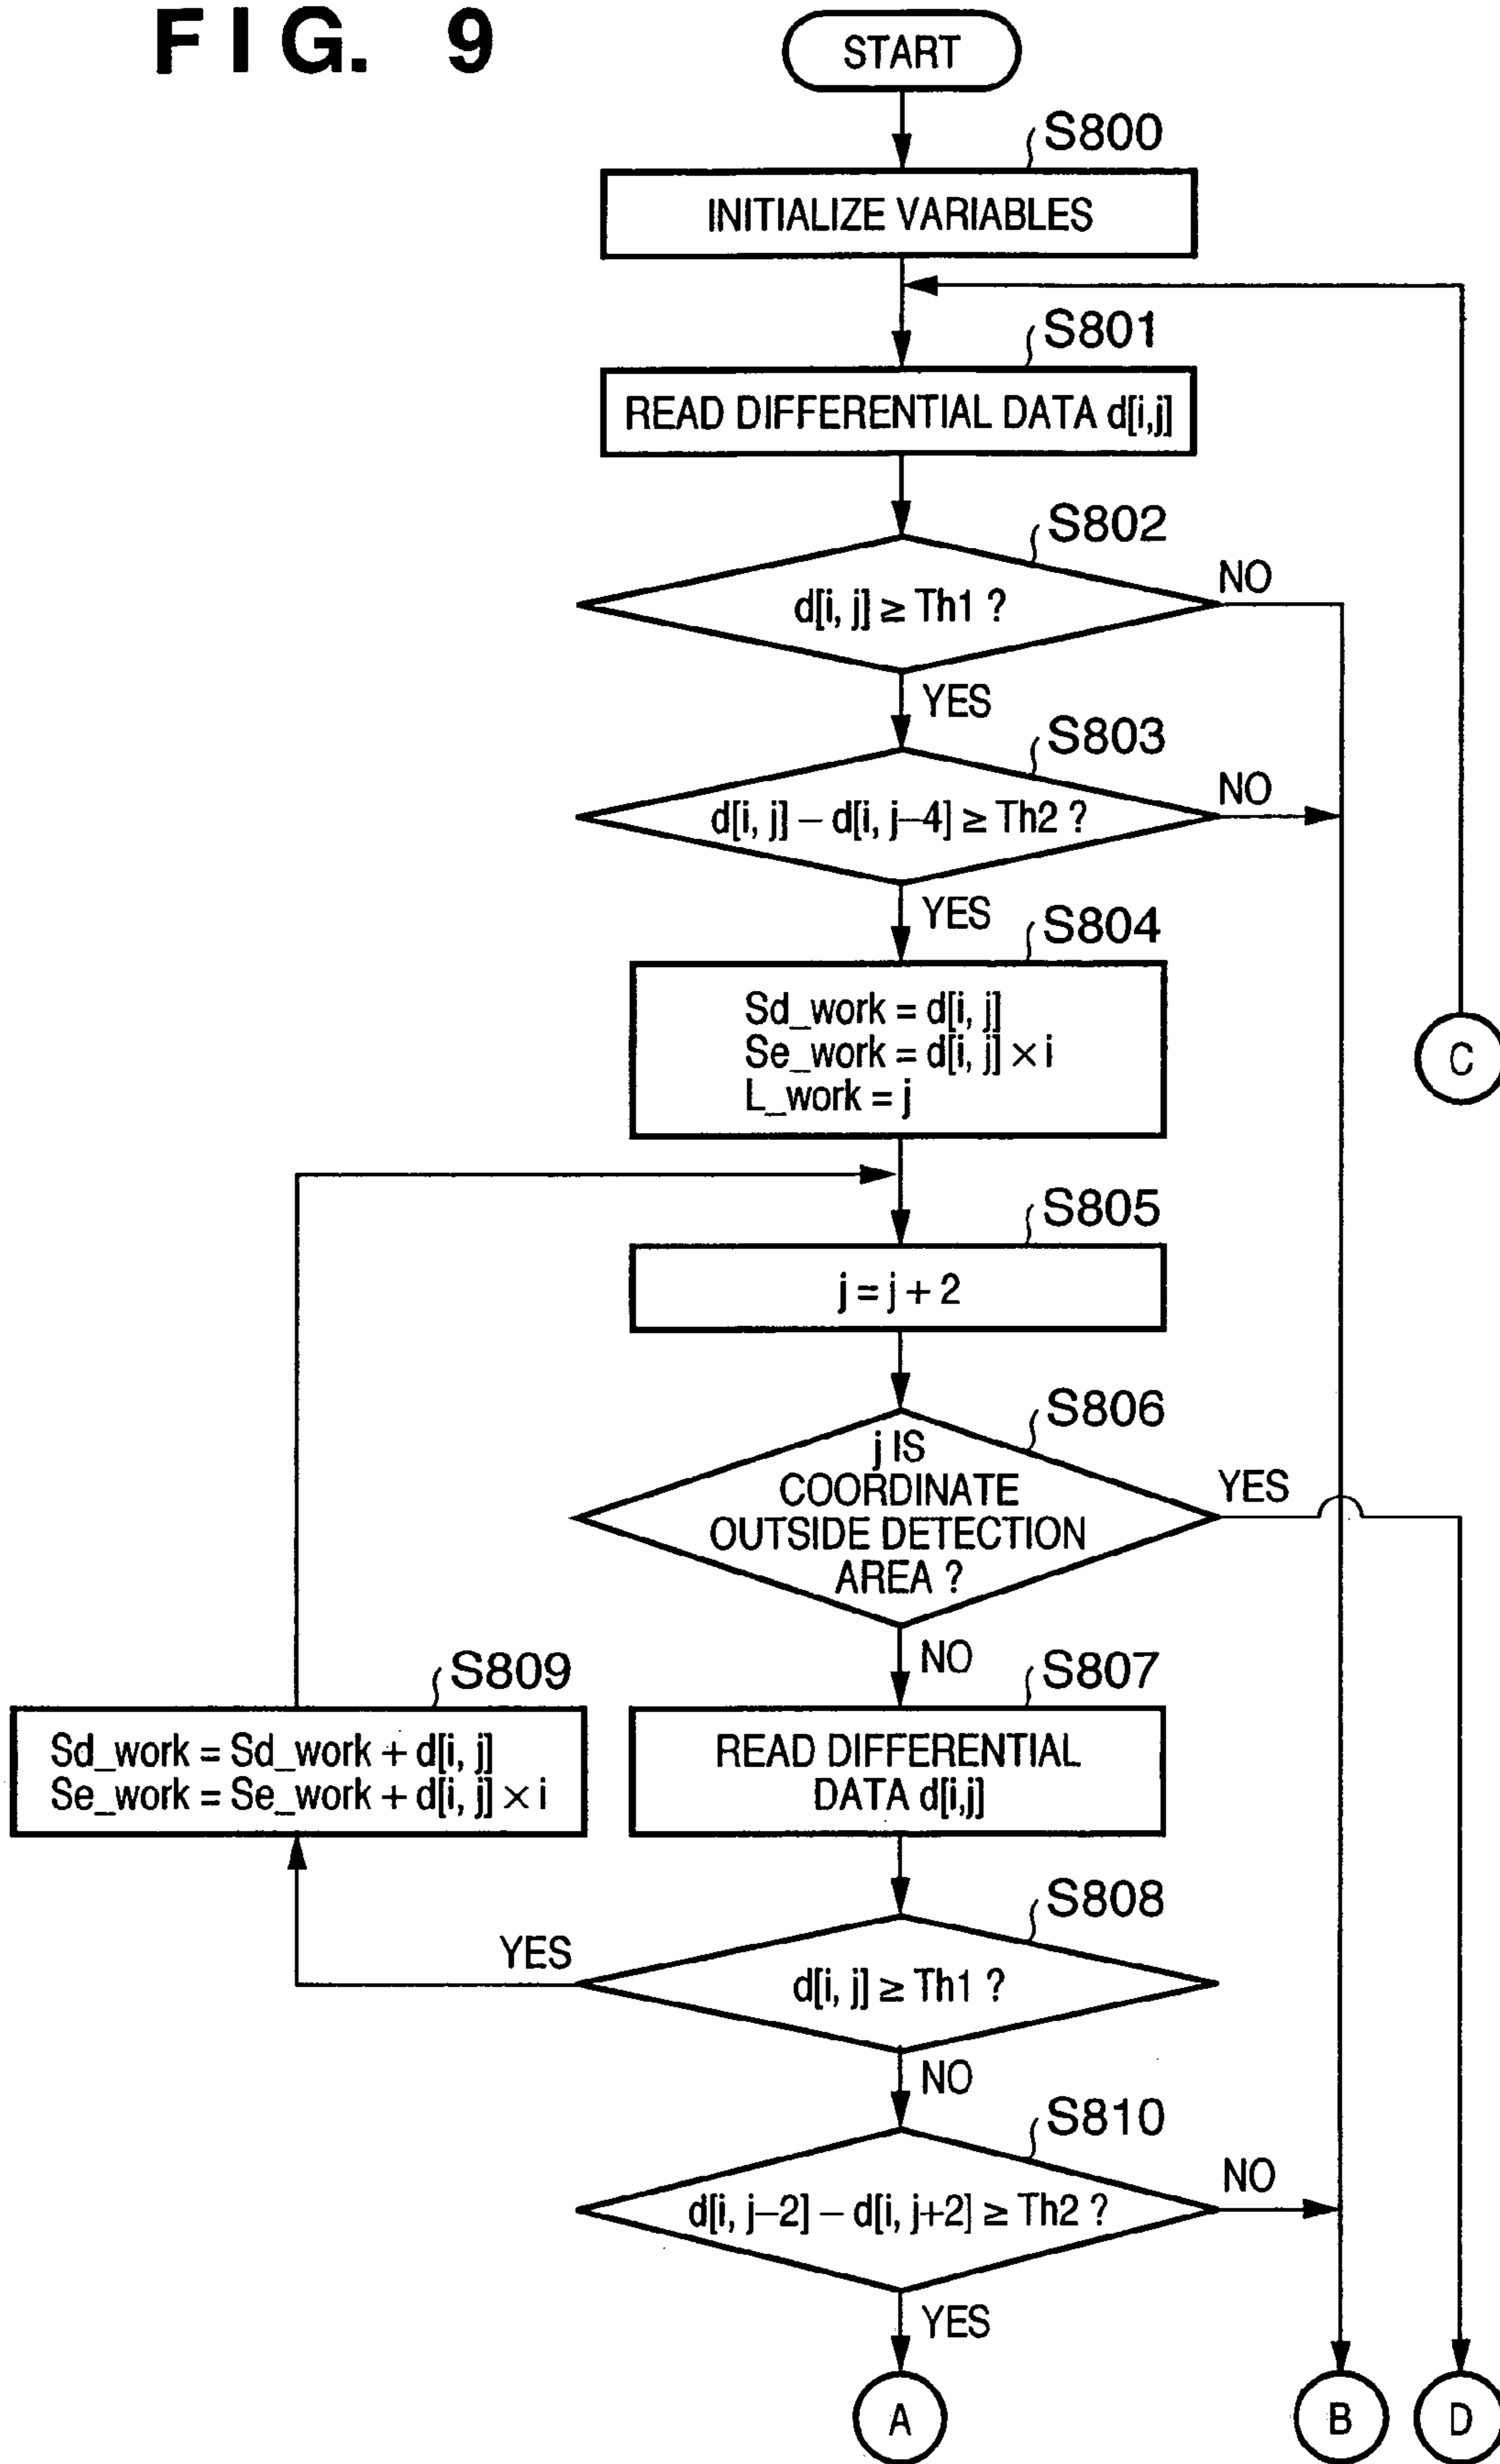 FIG. 9
START
S800
INITIALIZE VARIABLES
S801
READ DIFFERENTIAL DATA d[i,j]
S802
d[i, j] ≥ Th1 ?
NO
YES
S803
d[i, j] – d[i, j–4] ≥ Th2 ?
NO
YES
S804
Sd_work = d[i, j]
Se_work = d[i, j] × i
L_work = j
C
S805
j = j + 2
S806
j IS
COORDINATE
OUTSIDE DETECTION
AREA ?
YES
NO
S809
Sd_work = Sd_work + d[i, j]
Se_work = Se_work + d[i, j] × i
S807
READ DIFFERENTIAL
DATA d[i,j]
S808
d[i, j] ≥ Th1 ?
YES
NO
S810
d[i, j–2] – d[i, j+2] ≥ Th2 ?
NO
YES
A
B
D